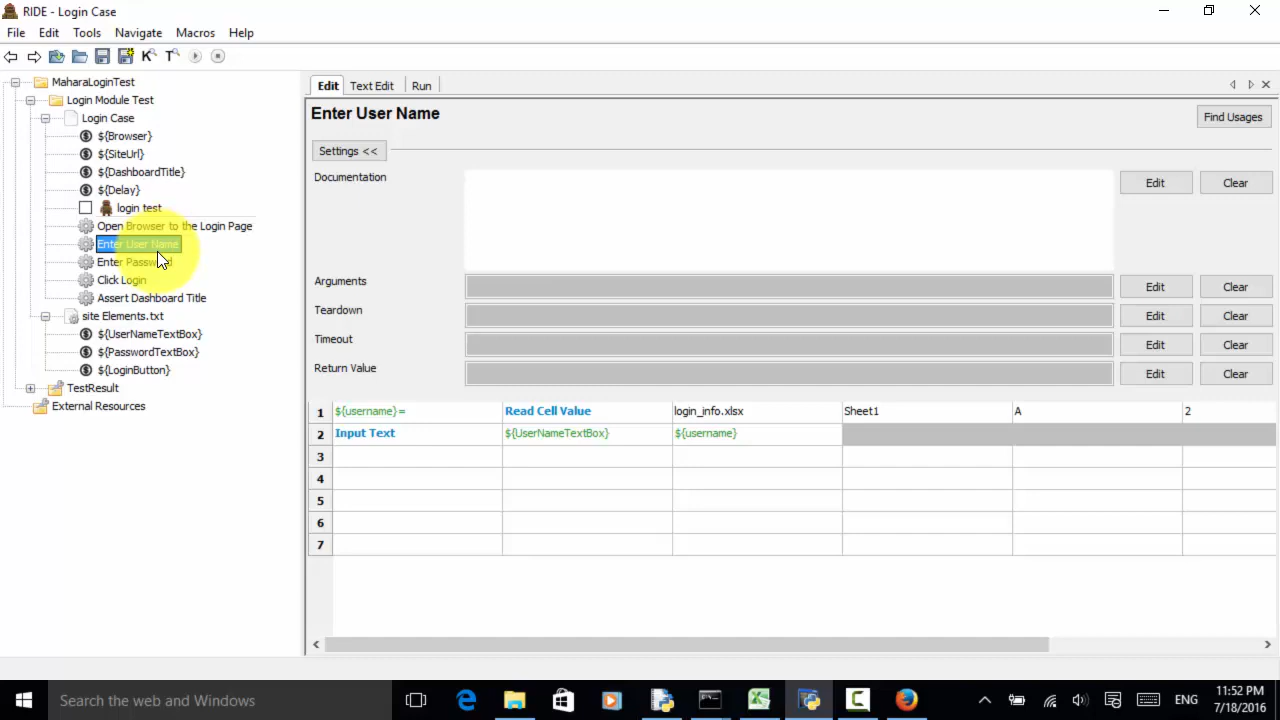 RIDE - Login Case
File Edit Tools Navigate Macros Help
K T
MaharaLoginTest
Login Module Test
Login Case
${Browser}
${SiteUrl}
${DashboardTitle}
${Delay}
login test
Open Browser to the Login Page
Enter User Name
Enter Password
Click Login
Assert Dashboard Title
site Elements.txt
${UserNameTextBox}
${PasswordTextBox}
${LoginButton}
TestResult
External Resources
Edit Text Edit Run
Enter User Name Find Usages
Settings <<
Documentation Edit Clear
Arguments Edit Clear
Teardown Edit Clear
Timeout Edit Clear
Return Value Edit Clear
1 ${username}= Read Cell Value login_info.xlsx Sheet1 A 2
2 Input Text ${UserNameTextBox} ${username}
3
4
5
6
7
Search the web and Windows
ENG
11:52 PM
7/18/2016